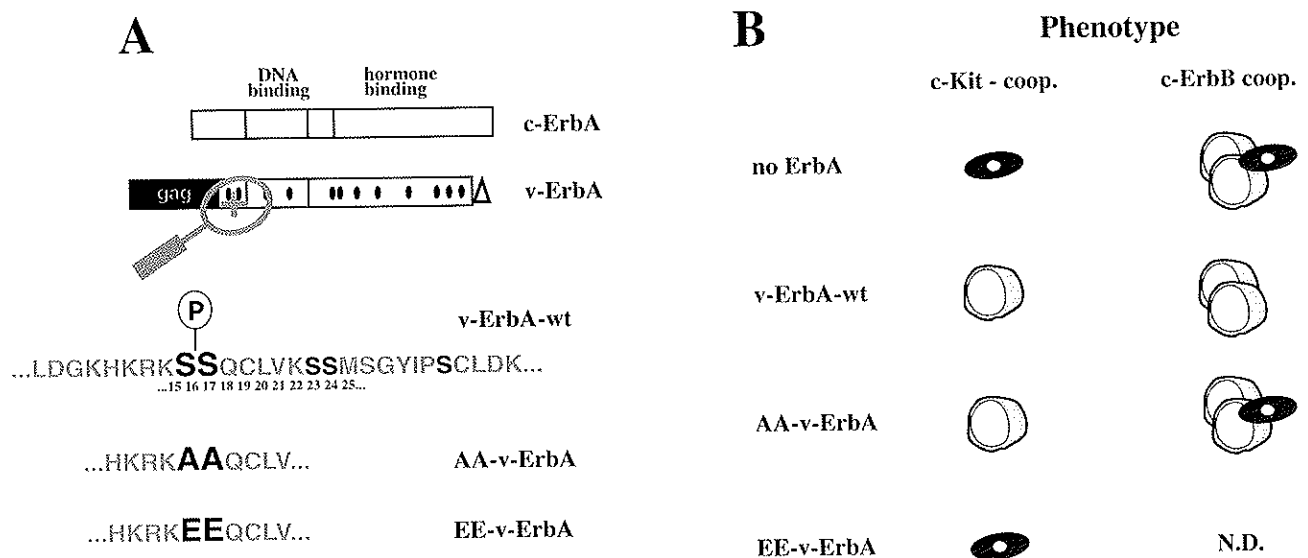 A
DNA binding
hormone binding
c-ErbA
gag
v-ErbA
P
v-ErbA-wt
...LDGKHKRKSSQCLVKSSMSGYIPSCLDK...
...15 16 17 18 19 20 21 22 23 24 25...
...HKRKAAQCLV...
AA-v-ErbA
...HKRKEEQCLV...
EE-v-ErbA
B
Phenotype
c-Kit - coop.
c-ErbB coop.
no ErbA
v-ErbA-wt
AA-v-ErbA
EE-v-ErbA
N.D.